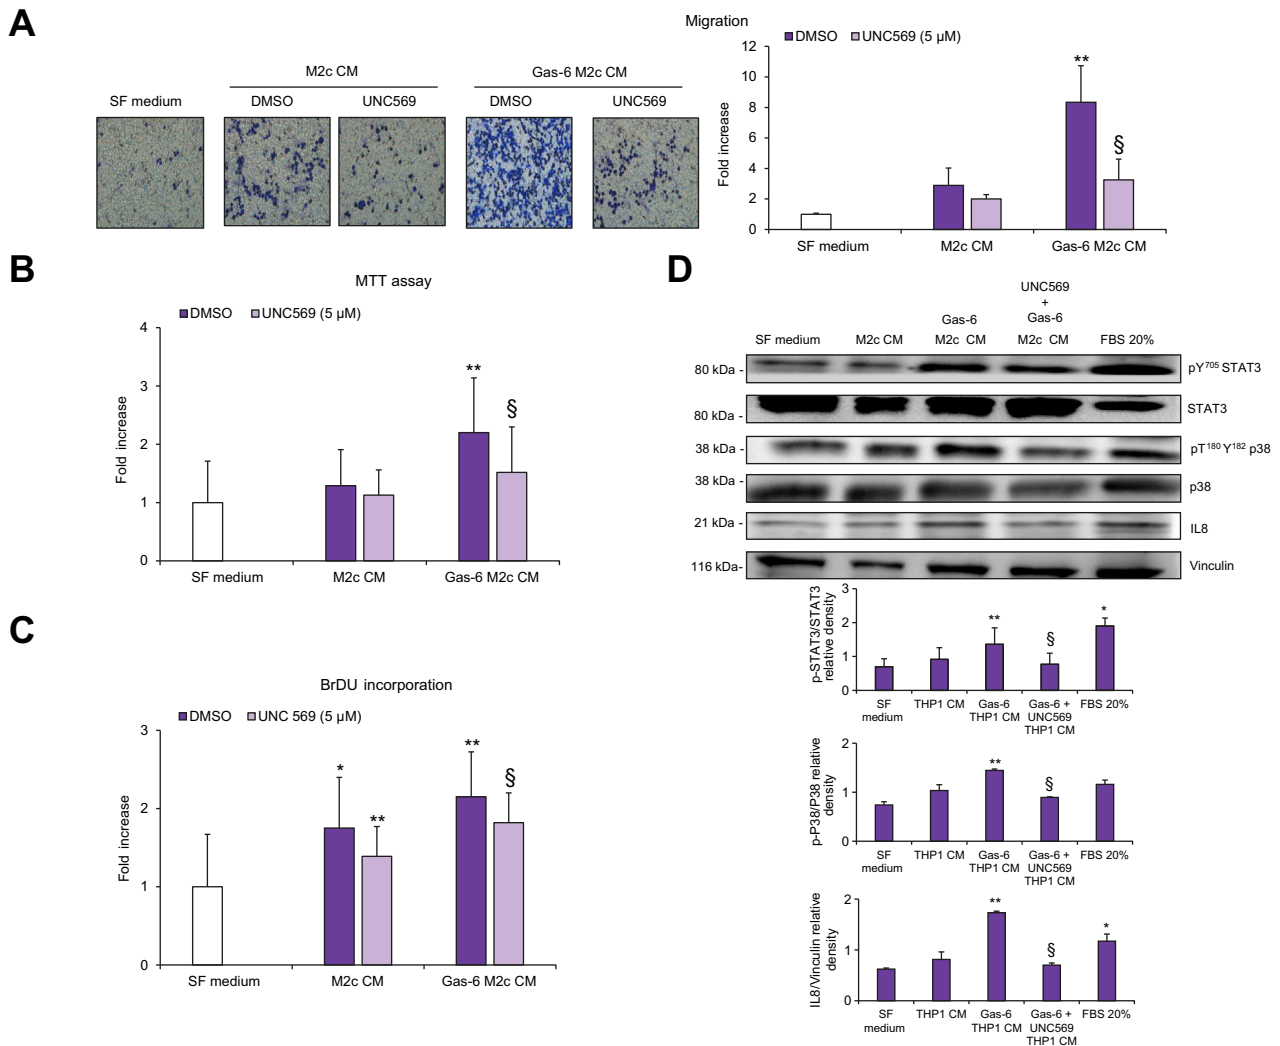 A
M2c CM
Gas-6 M2c CM
SF medium
DMSO
UNC569
DMSO
UNC569
Migration
DMSO
UNC569 (5 µM)
Fold increase
12
10
8
6
4
2
0
**
§
SF medium
M2c CM
Gas-6 M2c CM
B
MTT assay
DMSO
UNC569 (5 µM)
Fold increase
4
3
2
1
0
**
§
SF medium
M2c CM
Gas-6 M2c CM
C
BrDU incorporation
DMSO
UNC 569 (5 µM)
Fold increase
3
2
1
0
*
**
**
§
SF medium
M2c CM
Gas-6 M2c CM
D
SF medium
M2c CM
Gas-6
M2c CM
UNC569
+
Gas-6
M2c CM
FBS 20%
80 kDa -
pY705 STAT3
80 kDa -
STAT3
38 kDa -
pT180 Y182 p38
38 kDa -
p38
21 kDa -
IL8
116 kDa-
Vinculin
p-STAT3/STAT3
relative density
3
2
1
0
**
§
*
SF
medium
THP1 CM
Gas-6
THP1 CM
Gas-6 +
UNC569
THP1 CM
FBS 20%
p-P38/P38 relative
density
2
1
0
**
§
SF
medium
THP1 CM
Gas-6
THP1 CM
Gas-6 +
UNC569
THP1 CM
FBS 20%
IL8/Vinculin relative
density
2
1
0
**
§
*
SF
medium
THP1 CM
Gas-6
THP1 CM
Gas-6 +
UNC569
THP1 CM
FBS 20%